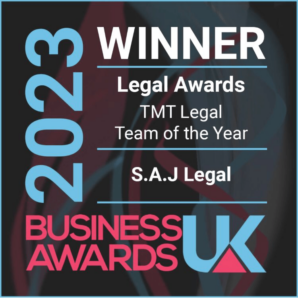 2023
WINNER
Legal Awards
TMT Legal
Team of the Year
S.A.J Legal
BUSINESS
AWARDS UK